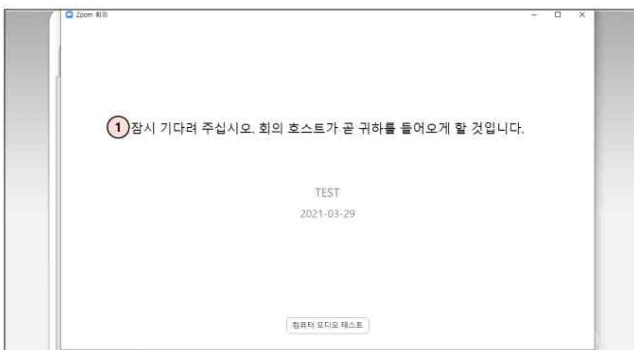 Zoom 회의
1 잠시 기다려 주십시오. 회의 호스트가 곧 귀하를 들어오게 할 것입니다.
TEST
2021-03-29
컴퓨터 오디오 테스트